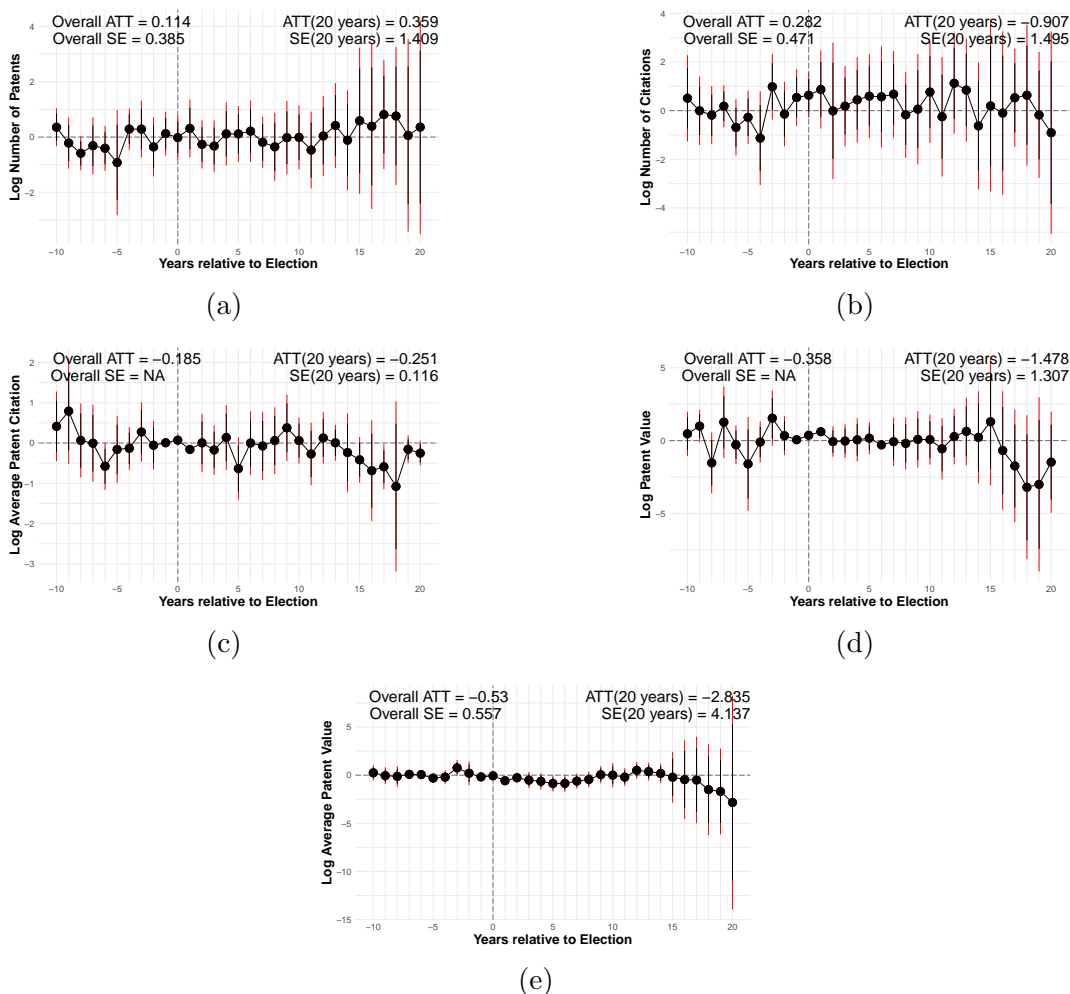 Overall ATT = 0.114 ATT(20 years) = 0.359
Overall SE = 0.385 SE(20 years) = 1.409
4
2
0
−2
Log Number of Patents
−10 −5 0 5 10 15 20
Years relative to Election
(a)
Overall ATT = 0.282 ATT(20 years) = −0.907
Overall SE = 0.471 SE(20 years) = 1.495
4
2
0
−2
−4
Log Number of Citations
−10 −5 0 5 10 15 20
Years relative to Election
(b)
Overall ATT = −0.185 ATT(20 years) = −0.251
Overall SE = NA SE(20 years) = 0.116
2
1
0
−1
−2
−3
Log Average Patent Citation
−10 −5 0 5 10 15 20
Years relative to Election
(c)
Overall ATT = −0.358 ATT(20 years) = −1.478
Overall SE = NA SE(20 years) = 1.307
5
0
−5
Log Patent Value
−10 −5 0 5 10 15 20
Years relative to Election
(d)
Overall ATT = −0.53 ATT(20 years) = −2.835
Overall SE = 0.557 SE(20 years) = 4.137
5
0
−5
−10
−15
Log Average Patent Value
−10 −5 0 5 10 15 20
Years relative to Election
(e)